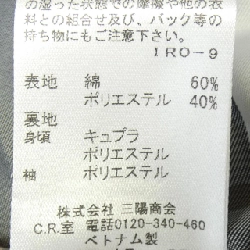 の湿った状態での摩擦や他の衣
料との組合せ及び、バック等の
持ち物にもご注意下さい。
IRO-9
表地 綿 60%
ポリエステル 40%
裏地
身頃 キュプラ
ポリエステル
袖 ポリエステル
株式会社 三陽商会
C.R.室 電話0120-340-460
ベトナム製